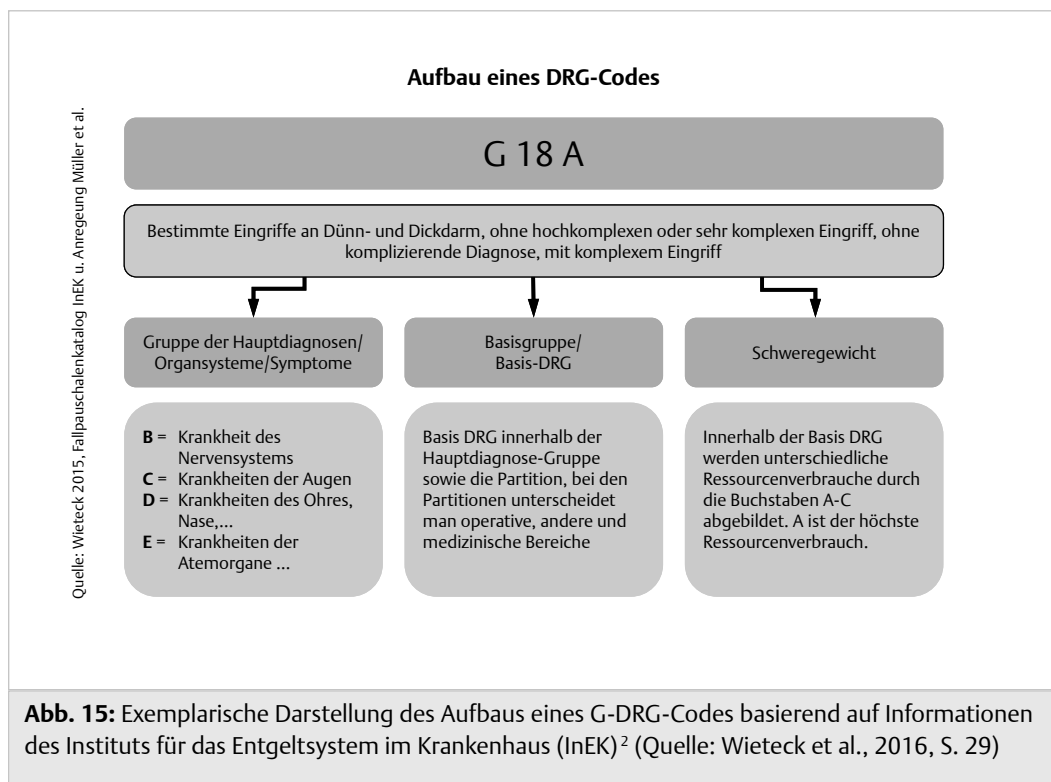 Aufbau eines DRG-Codes
Quelle: Wieteck 2015, Fallpauschalenkatalog InEK u. Anregeung Müller et al.
G 18 A
Bestimmte Eingriffe an Dünn- und Dickdarm, ohne hochkomplexen oder sehr komplexen Eingriff, ohne
komplizierende Diagnose, mit komplexem Eingriff
Gruppe der Hauptdiagnosen/
Organsysteme/Symptome
Basisgruppe/
Basis-DRG
Schweregewicht
B = Krankheit des
Nervensystems
C = Krankheiten der Augen
D = Krankheiten des Ohres,
Nase,...
E = Krankheiten der
Atemorgane ...
Basis DRG innerhalb der
Hauptdiagnose-Gruppe
sowie die Partition, bei den
Partitionen unterscheidet
man operative, andere und
medizinische Bereiche
Innerhalb der Basis DRG
werden unterschiedliche
Ressourcenverbrauche durch
die Buchstaben A-C
abgebildet. A ist der höchste
Ressourcenverbrauch.
Abb. 15: Exemplarische Darstellung des Aufbaus eines G-DRG-Codes basierend auf Informationen
des Instituts für das Entgeltsystem im Krankenhaus (InEK)² (Quelle: Wieteck et al., 2016, S. 29)